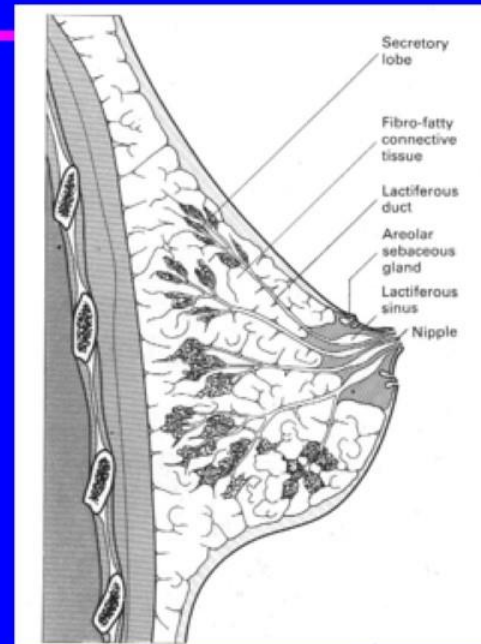 Secretory
lobe
Fibro-fatty
connective
tissue
Lactiferous
duct
Areolar
sebaceous
gland
Lactiferous
sinus
Nipple